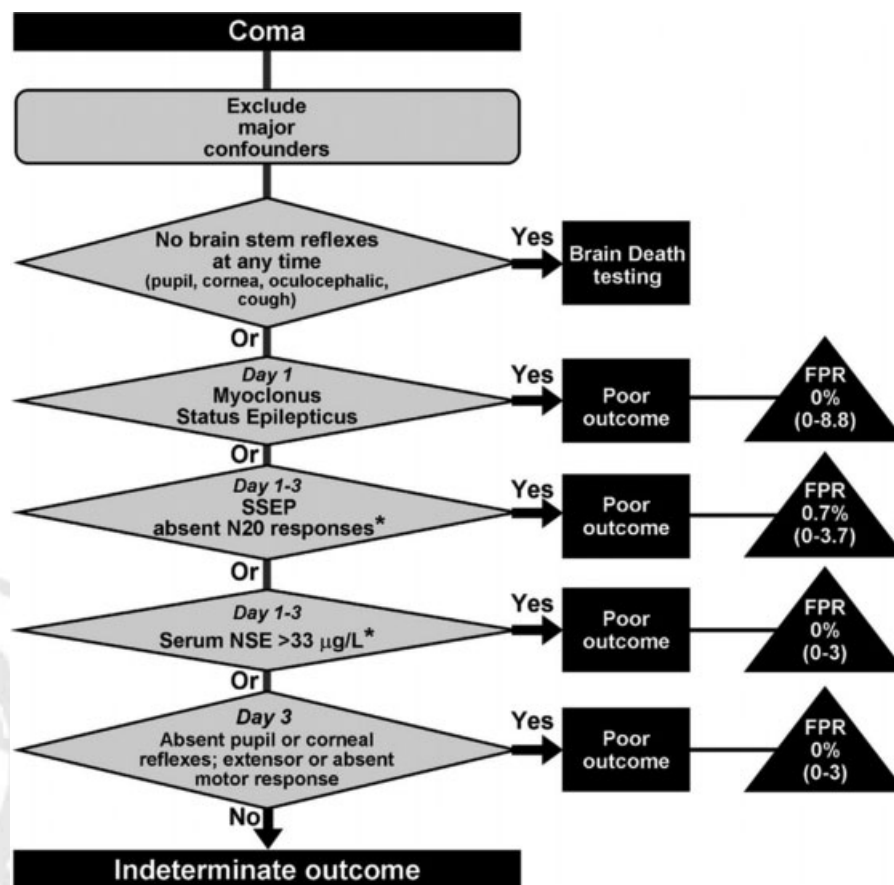 Coma
Exclude
major
confounders
No brain stem reflexes
at any time
(pupil, cornea, oculocephalic,
cough)
Yes
Brain Death
testing
Or
Day 1
Myoclonus
Status Epilepticus
Yes
Poor
outcome
FPR
0%
(0-8.8)
Or
Day 1-3
SSEP
absent N20 responses*
Yes
Poor
outcome
FPR
0.7%
(0-3.7)
Or
Day 1-3
Serum NSE >33 μg/L*
Yes
Poor
outcome
FPR
0%
(0-3)
Or
Day 3
Absent pupil or corneal
reflexes; extensor or absent
motor response
Yes
Poor
outcome
FPR
0%
(0-3)
No
Indeterminate outcome